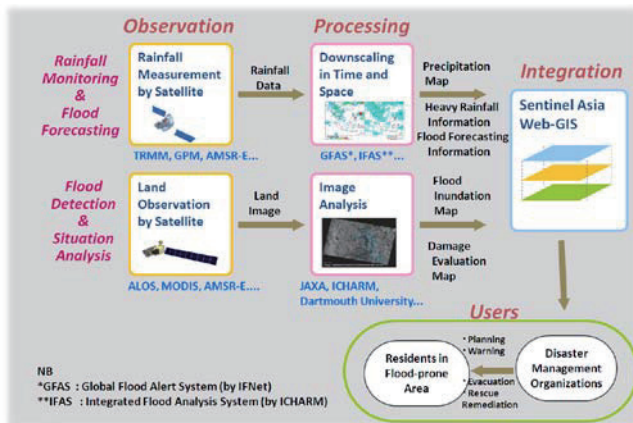 Observation
Processing
Integration
Rainfall
Monitoring
&
Flood
Forecasting
Rainfall
Measurement
by Satellite
TRMM, GPM, AMSR-E...
Rainfall
Data
Downscaling
in Time and
Space
GFAS*, IFAS**...
Precipitation
Map
Heavy Rainfall
Information
Flood Forecasting
Information
Sentinel Asia
Web-GIS
Flood
Detection
&
Situation
Analysis
Land
Observation
by Satellite
ALOS, MODIS, AMSR-E....
Land
Image
Image
Analysis
JAXA, ICHARM,
Dartmouth University...
Flood
Inundation
Map
Damage
Evaluation
Map
Users
Residents in
Flood-prone
Area
・Planning
・Warning
・Evacuation
・Rescue
Remediation
Disaster
Management
Organizations
NB
*GFAS : Global Flood Alert System (by IFNet)
**IFAS : Integrated Flood Analysis System (by ICHARM)